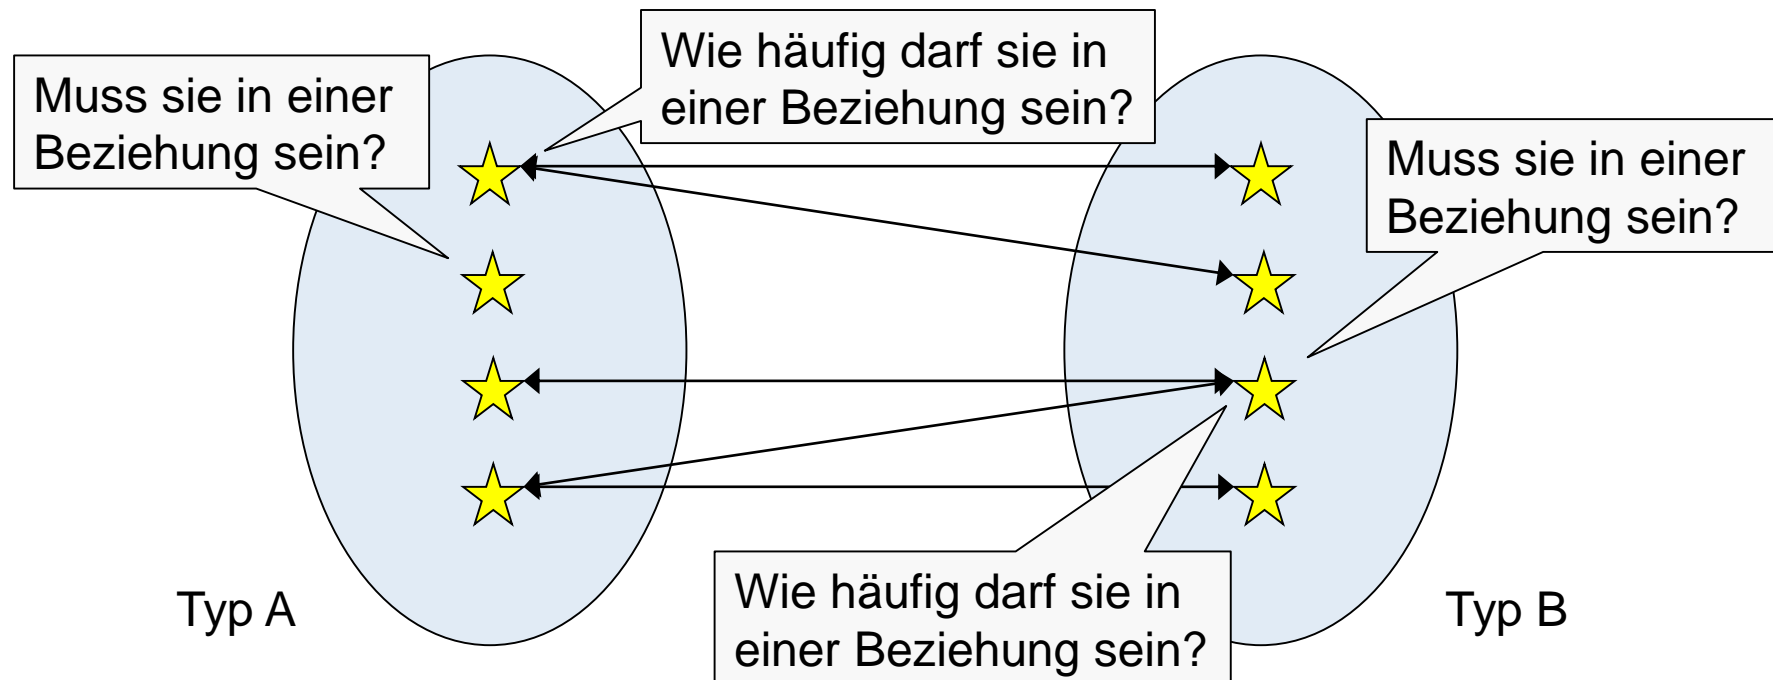 Wie häufig darf sie in
einer Beziehung sein?
Muss sie in einer
Beziehung sein?
Muss sie in einer
Beziehung sein?
Wie häufig darf sie in
einer Beziehung sein?
Typ A
Typ B